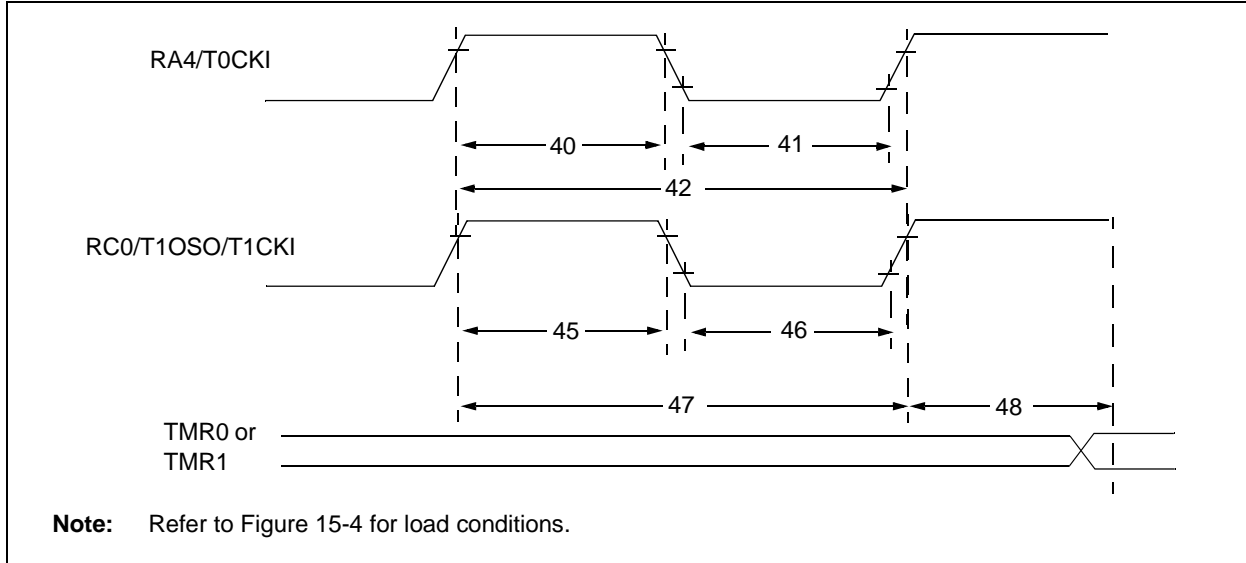 RA4/T0CKI
40
41
42
RC0/T1OSO/T1CKI
45
46
47
48
TMR0 or
TMR1
Note: Refer to Figure 15-4 for load conditions.